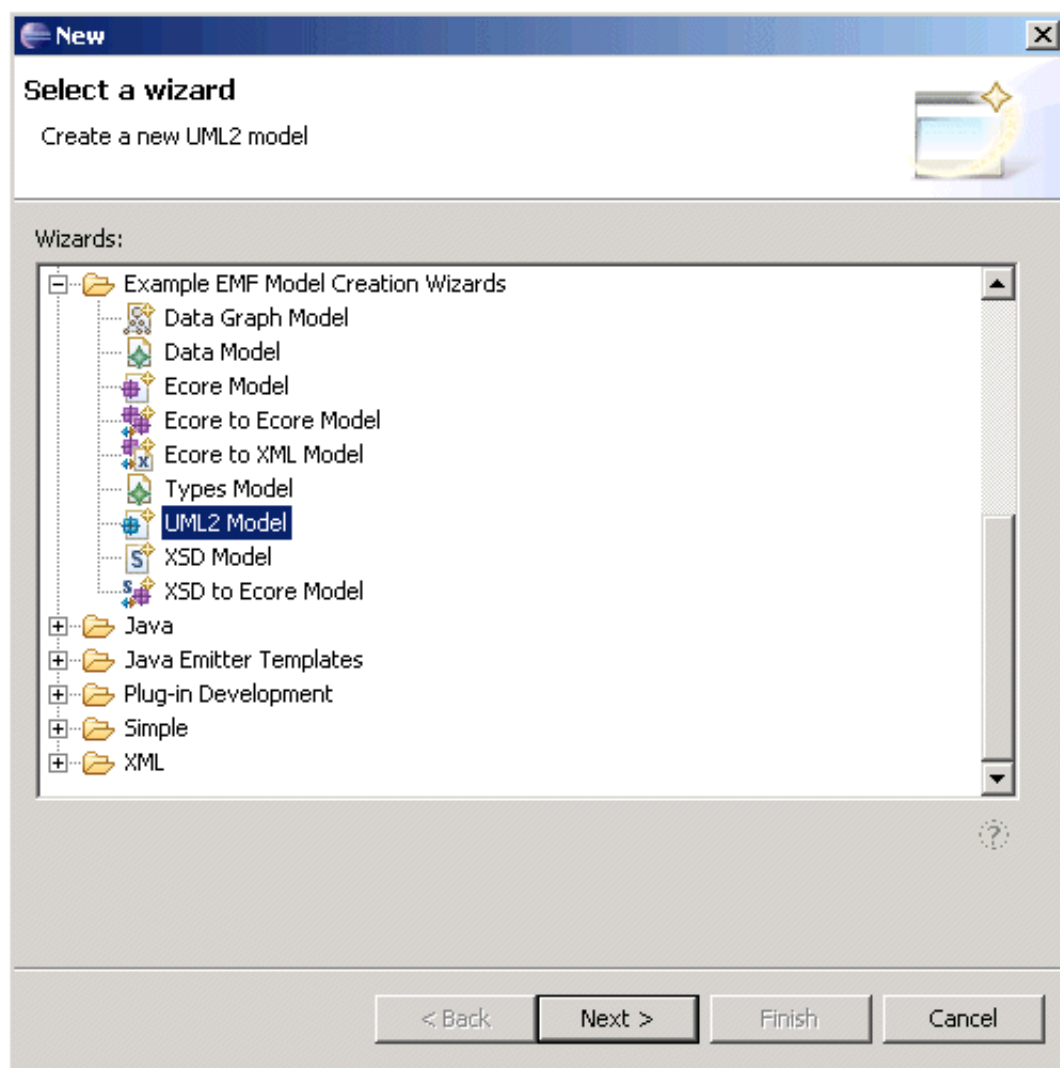 New
Select a wizard
Create a new UML2 model
Wizards:
Example EMF Model Creation Wizards
Data Graph Model
Data Model
Ecore Model
Ecore to Ecore Model
Ecore to XML Model
Types Model
UML2 Model
XSD Model
XSD to Ecore Model
Java
Java Emitter Templates
Plug-in Development
Simple
XML
< Back Next > Finish Cancel